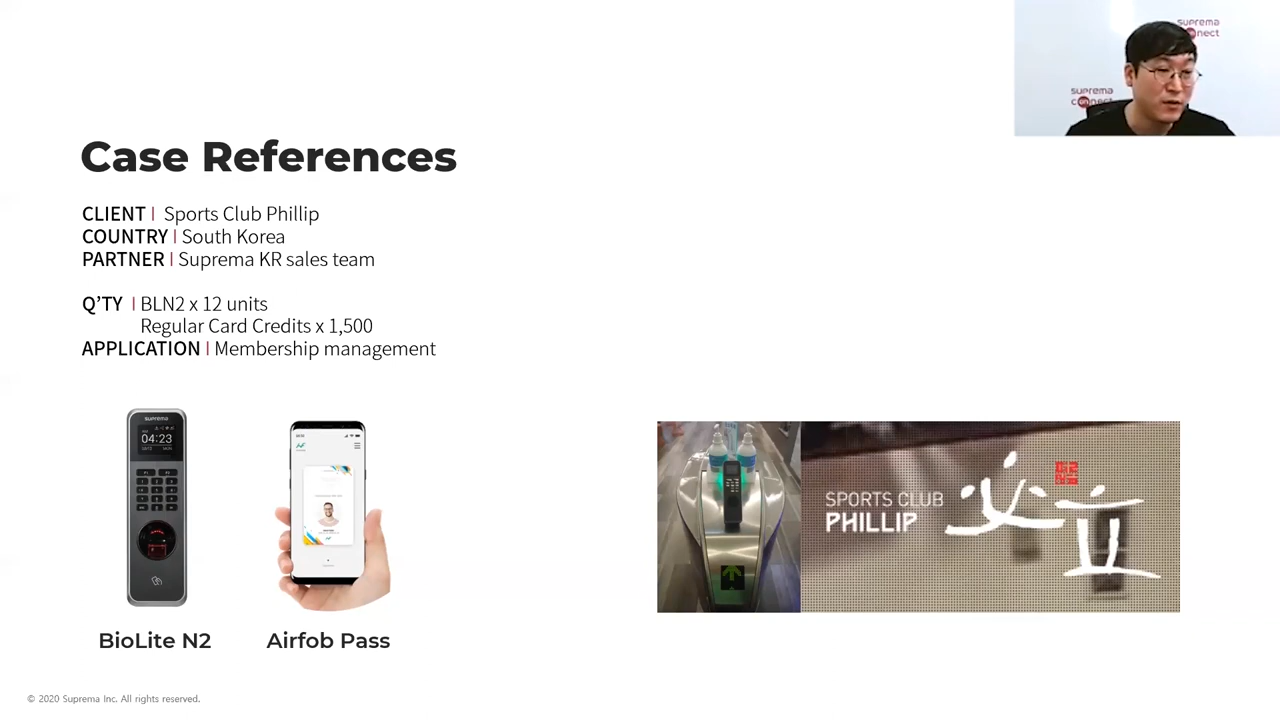 suprema
connect
suprema
connect
Case References
CLIENT I Sports Club Phillip
COUNTRY I South Korea
PARTNER I Suprema KR sales team
Q'TY I BLN2 x 12 units
Regular Card Credits x 1,500
APPLICATION I Membership management
suprema
04:23
SPORTS CLUB
PHILLIP
BioLite N2
Airfob Pass
© 2020 Suprema Inc. All rights reserved.